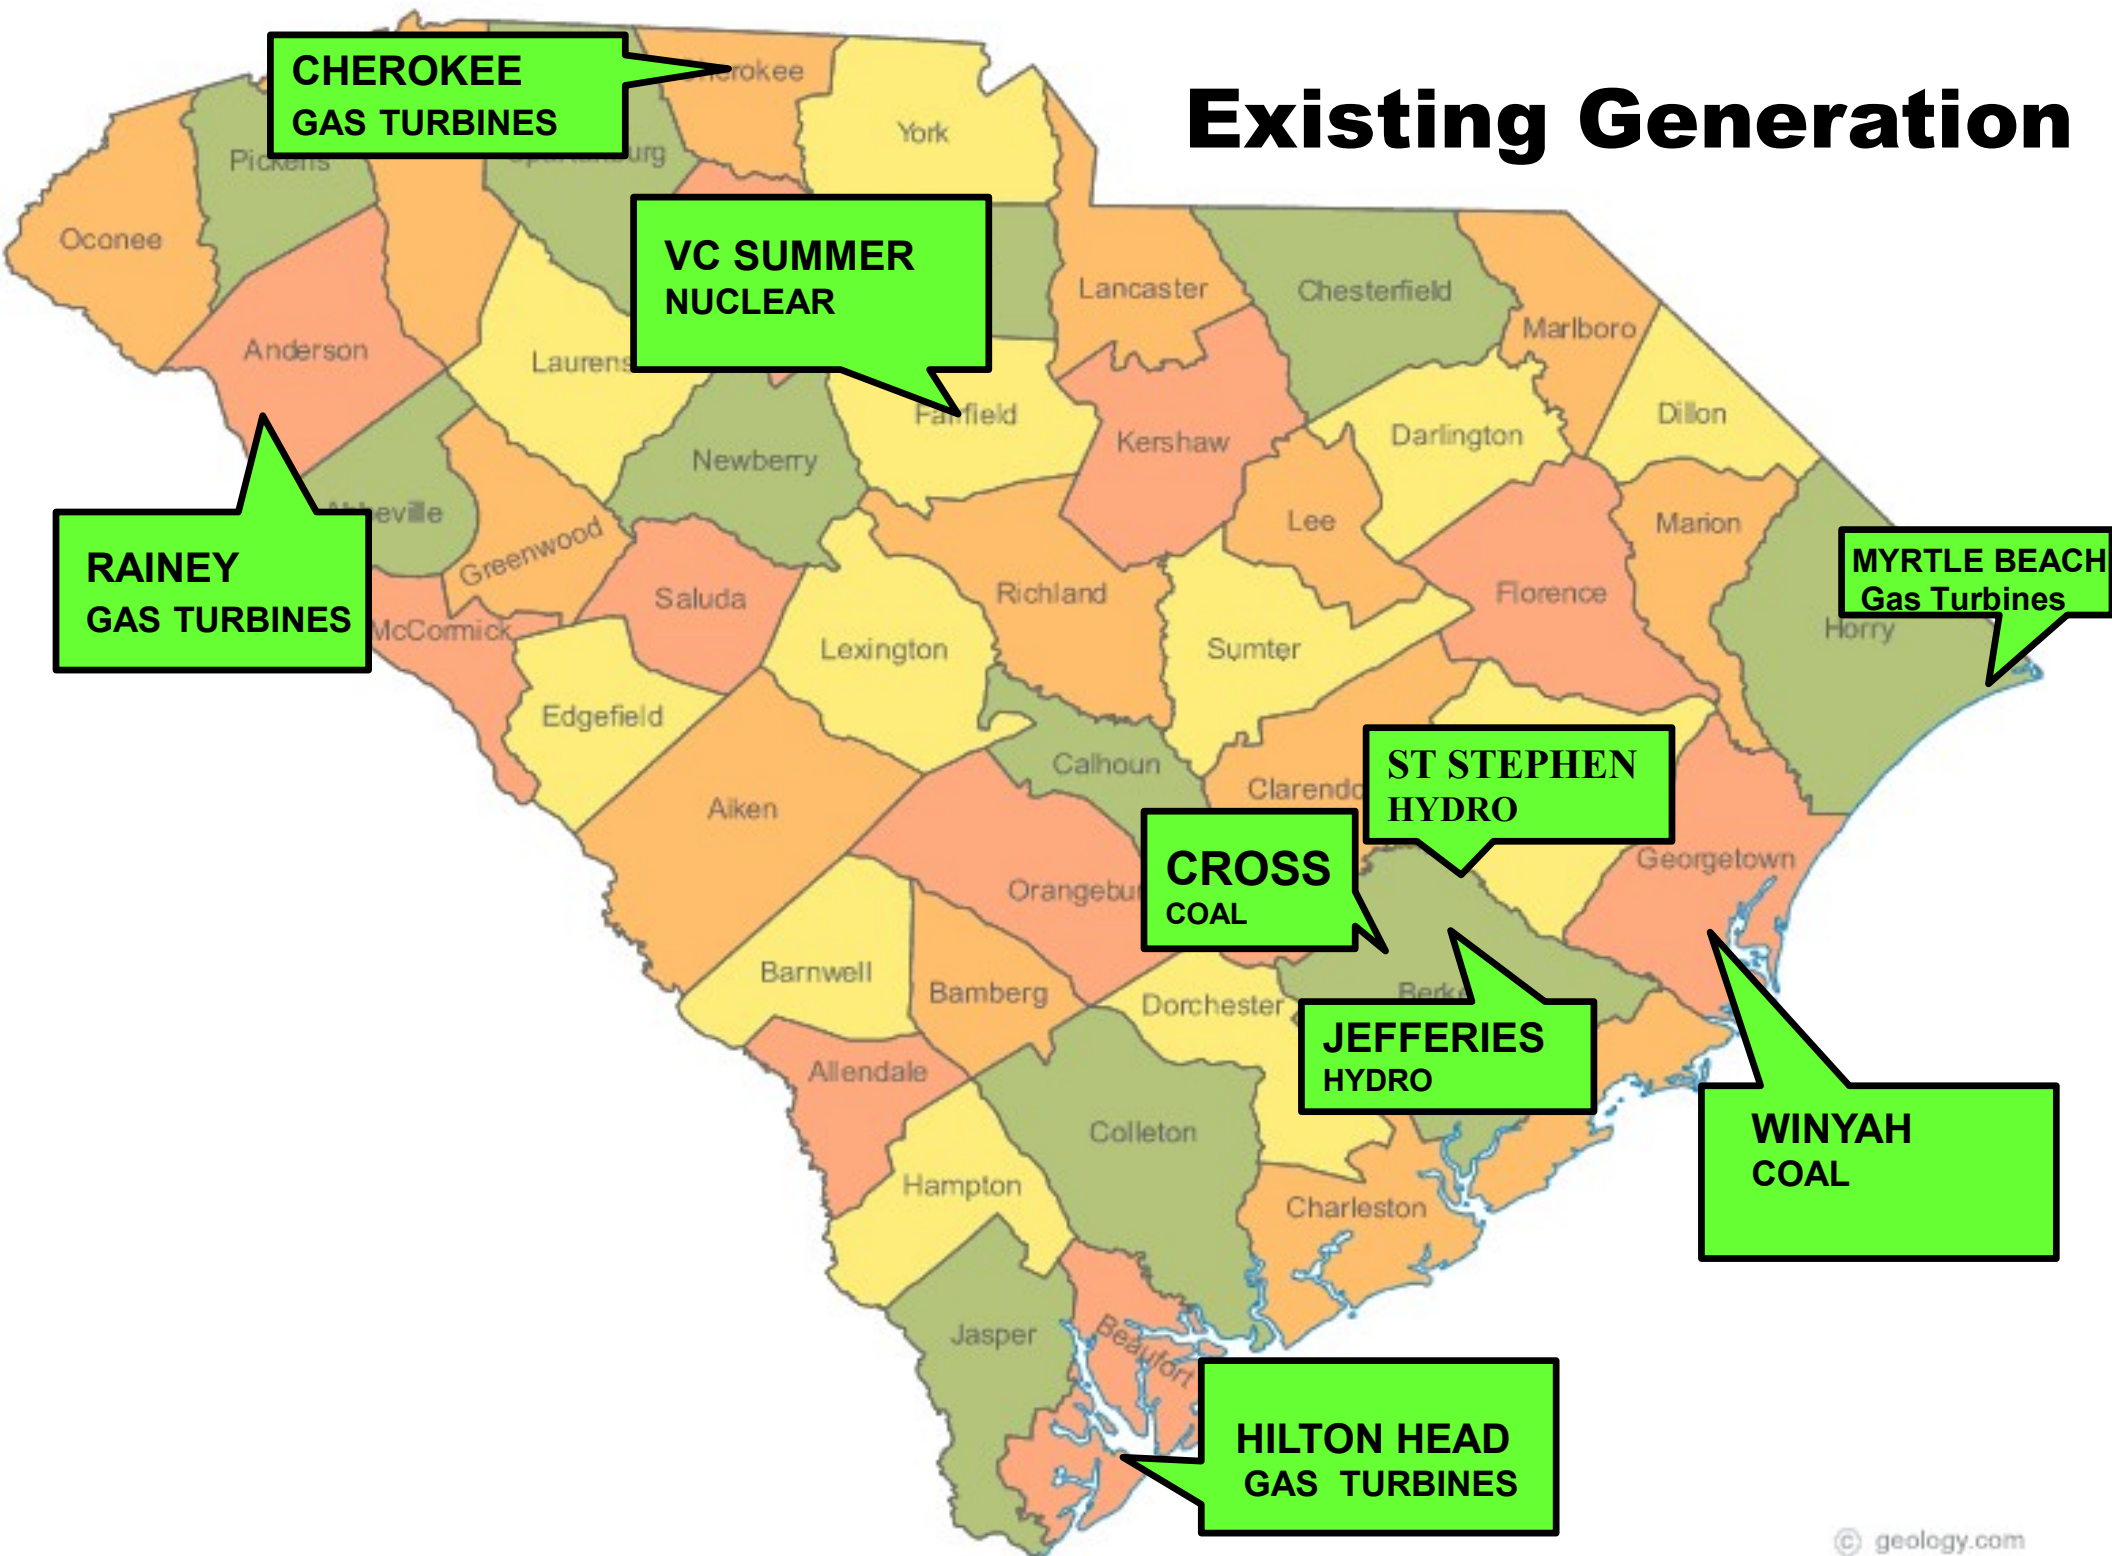 Existing Generation
CHEROKEE
GAS TURBINES
York
Pickens
Oconee
VC SUMMER
NUCLEAR
Lancaster
Chesterfield
Marlboro
Anderson
Laurens
Fairfield
Dillon
Kershaw
Darlington
Newberry
Greenwood
Lee
Marion
RAINEY
GAS TURBINES
MYRTLE BEACH
Gas Turbines
Saluda
Richland
Florence
McCormick
Horry
Lexington
Sumter
Edgefield
Calhoun
ST STEPHEN
HYDRO
Aiken
CROSS
COAL
Georgetown
Barnwell
Bamberg
Dorchester
JEFFERIES
HYDRO
Allendale
WINYAH
COAL
Colleton
Hampton
Charleston
Jasper
Beaufort
HILTON HEAD
GAS TURBINES
© geology.com